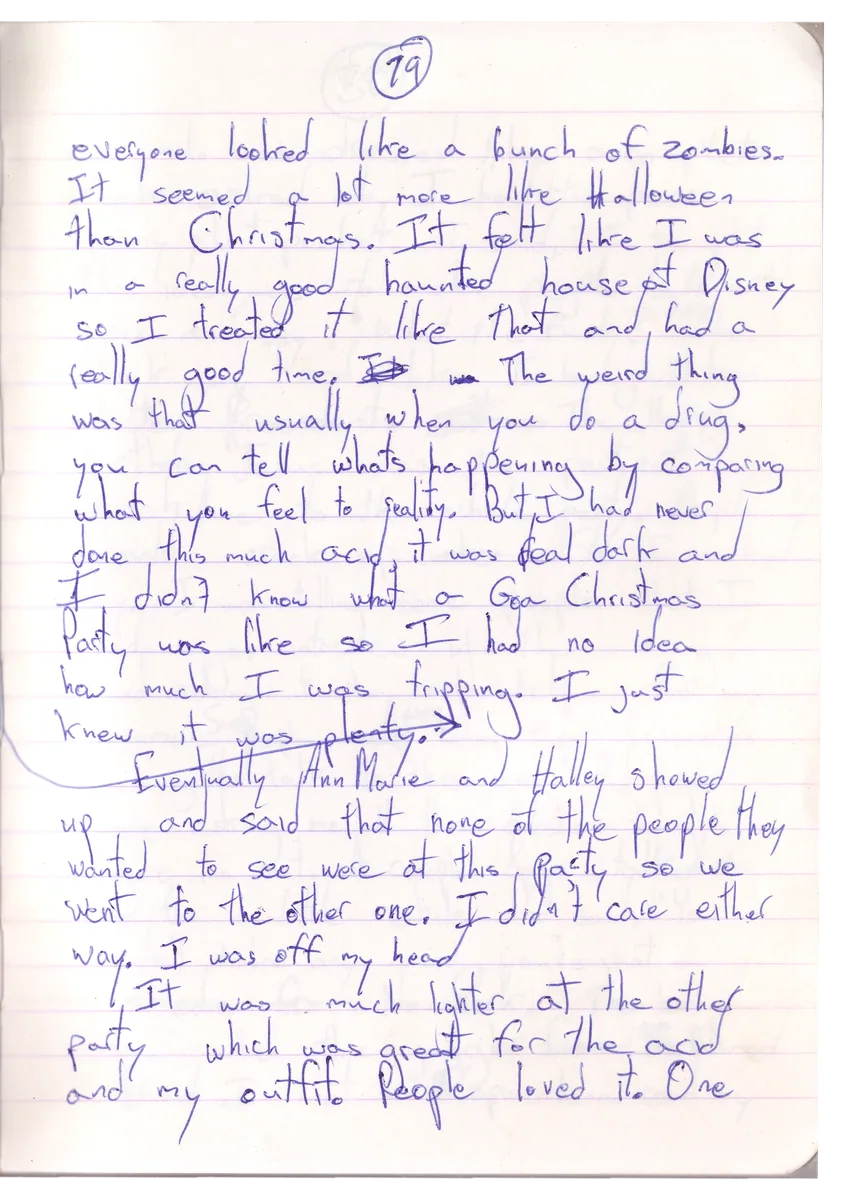 79
everyone looked like a bunch of zombies.
It seemed a lot more like Halloween
than Christmas. It felt like I was
in a really good haunted house at Disney
so I treated it like that and had a
really good time. The weird thing
was that usually when you do a drug,
you can tell whats happening by comparing
what you feel to reality. But I had never
done this much acid, it was real dark and
I didn't know what a Goa Christmas
Party was like so I had no idea
how much I was tripping. I just
knew it was plenty.
Eventually Ann Marie and Halley showed
up and said that none of the people they
wanted to see were at this party so we
went to the other one. I didn't care either
way. I was off my head
It was much lighter at the other
party which was great for the acid
and my outfit. People loved it. One